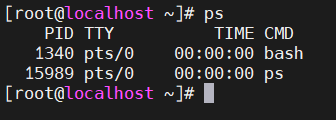 [root@localhost ~]# ps
    PID TTY          TIME CMD
   1340 pts/0    00:00:00 bash
  15989 pts/0    00:00:00 ps
[root@localhost ~]#